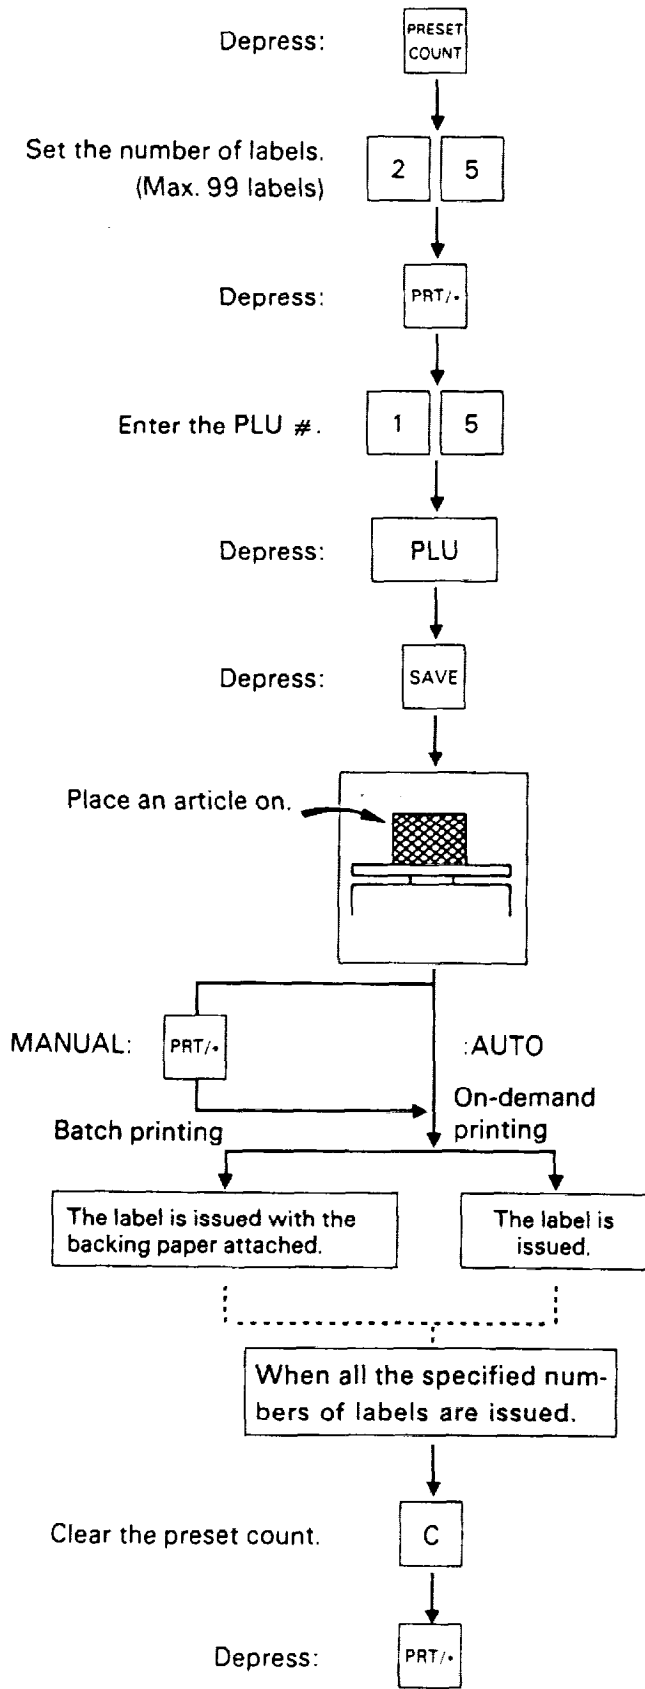 Depress:
PRESET
COUNT
Set the number of labels.
(Max. 99 labels)
2 5
Depress:
PRT/*
Enter the PLU #.
1 5
Depress:
PLU
Depress:
SAVE
Place an article on.
MANUAL:
PRT/*
:AUTO
Batch printing
On-demand
printing
The label is issued with the
backing paper attached.
The label is
issued.
When all the specified num-
bers of labels are issued.
Clear the preset count.
C
Depress:
PRT/*